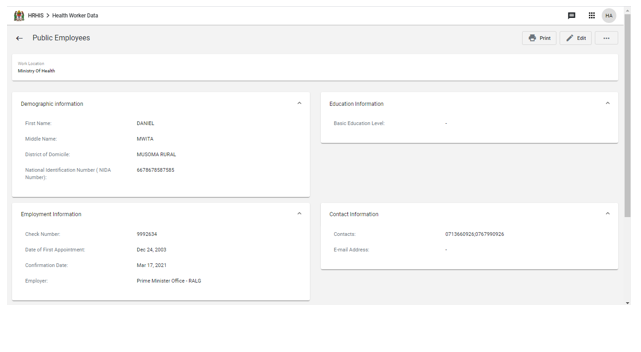 HRHIS > Health Worker Data
HA
Public Employees
Print
Edit
Work Location
Ministry Of Health
Demographic information
First Name:
DANIEL
Middle Name:
MWITA
District of Domicile:
MUSOMA RURAL
National Identification Number ( NIDA
Number)
6678678587585
Education Information
Basic Education Level:
-
Employment Information
Check Number:
9992634
Date of First Appointment:
Dec 24, 2003
Confirmation Date:
Mar 17, 2021
Employer:
Prime Minister Office - RALG
Contact Information
Contacts:
0713660926;0767990926
E-mail Address:
-